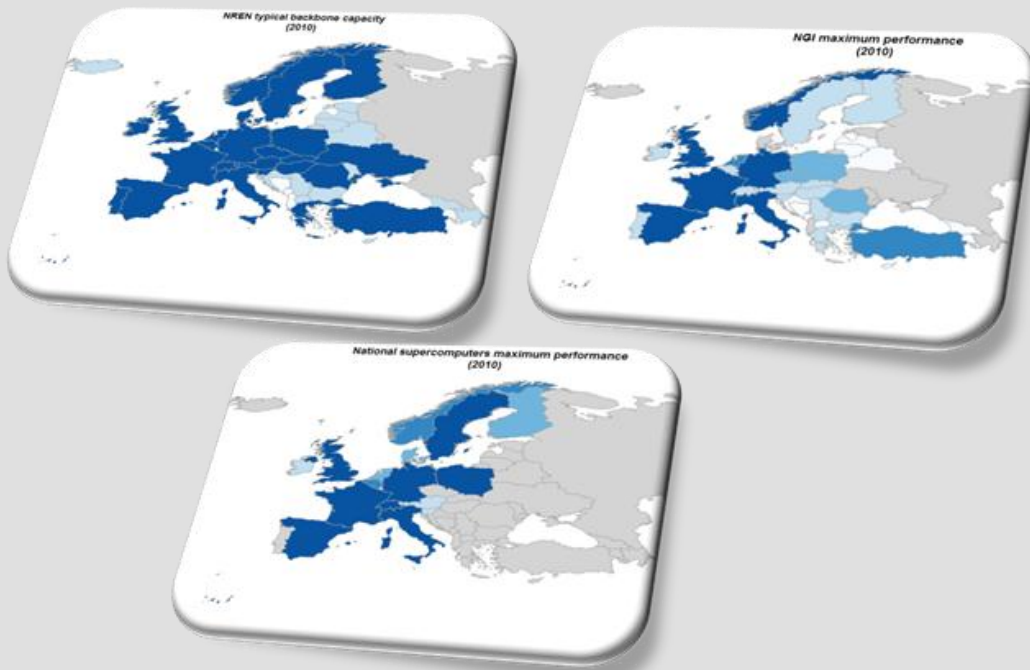 NREN typical backbone capacity
(2010)
NGI maximum performance
(2010)
National supercomputers maximum performance
(2010)